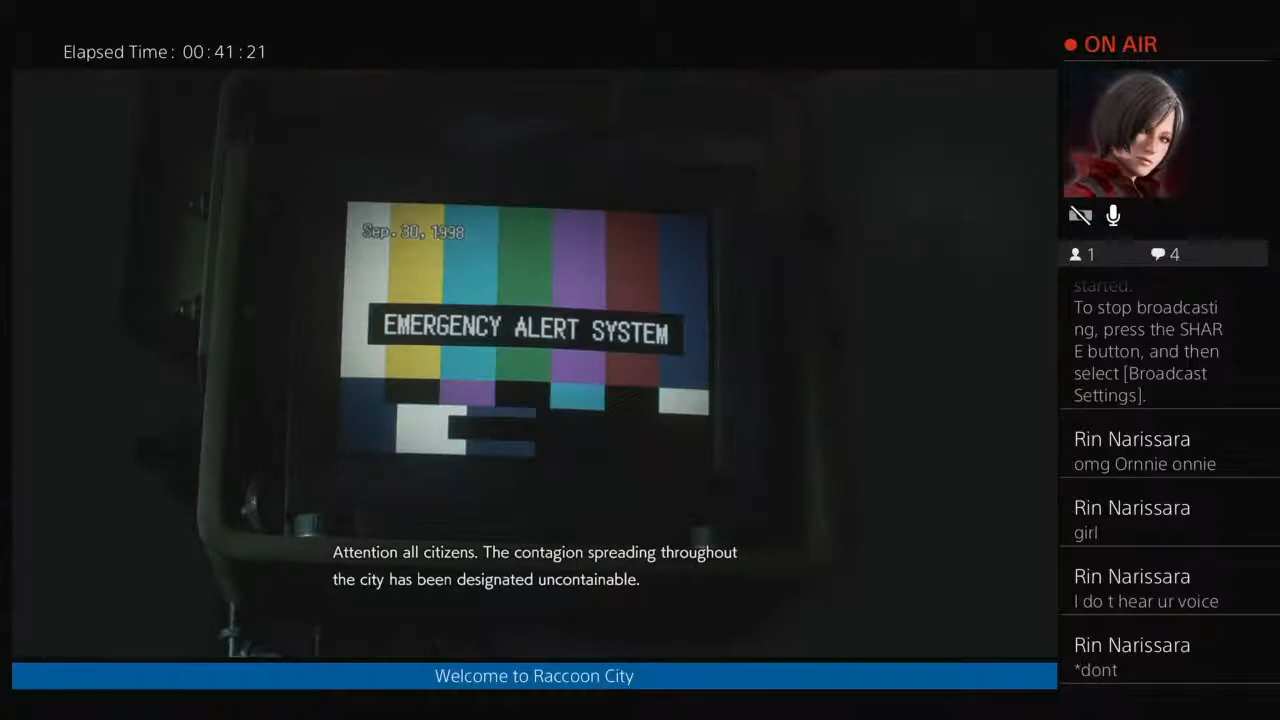 Elapsed Time: 00:41:21
ON AIR
Sep. 30, 1998
EMERGENCY ALERT SYSTEM
Attention all citizens. The contagion spreading throughout
the city has been designated uncontainable.
Welcome to Raccoon City
1
4
started.
To stop broadcasti
ng, press the SHAR
E button, and then
select [Broadcast
Settings].
Rin Narissara
omg Ornnie onnie
Rin Narissara
girl
Rin Narissara
I do t hear ur voice
Rin Narissara
*dont